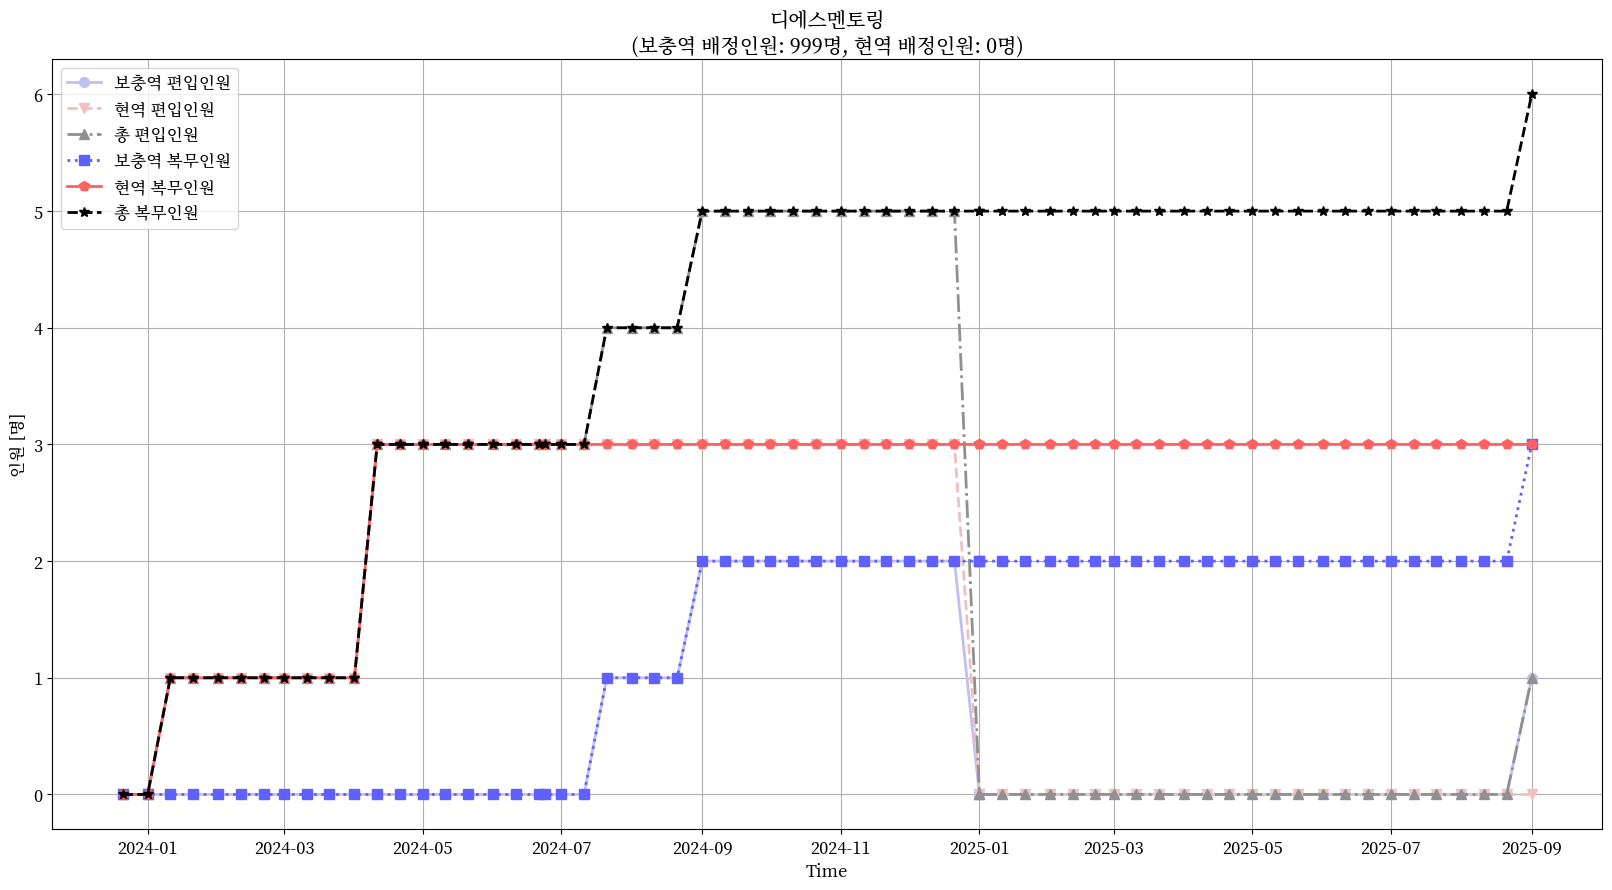 디에스멘토링
(보충역 배정인원: 999명, 현역 배정인원: 0명)
보충역 편입인원
현역 편입인원
총 편입인원
보충역 복무인원
현역 복무인원
총 복무인원
인원 [명]
6
5
4
3
2
1
0
2024-01
2024-03
2024-05
2024-07
2024-09
2024-11
2025-01
2025-03
2025-05
2025-07
2025-09
Time